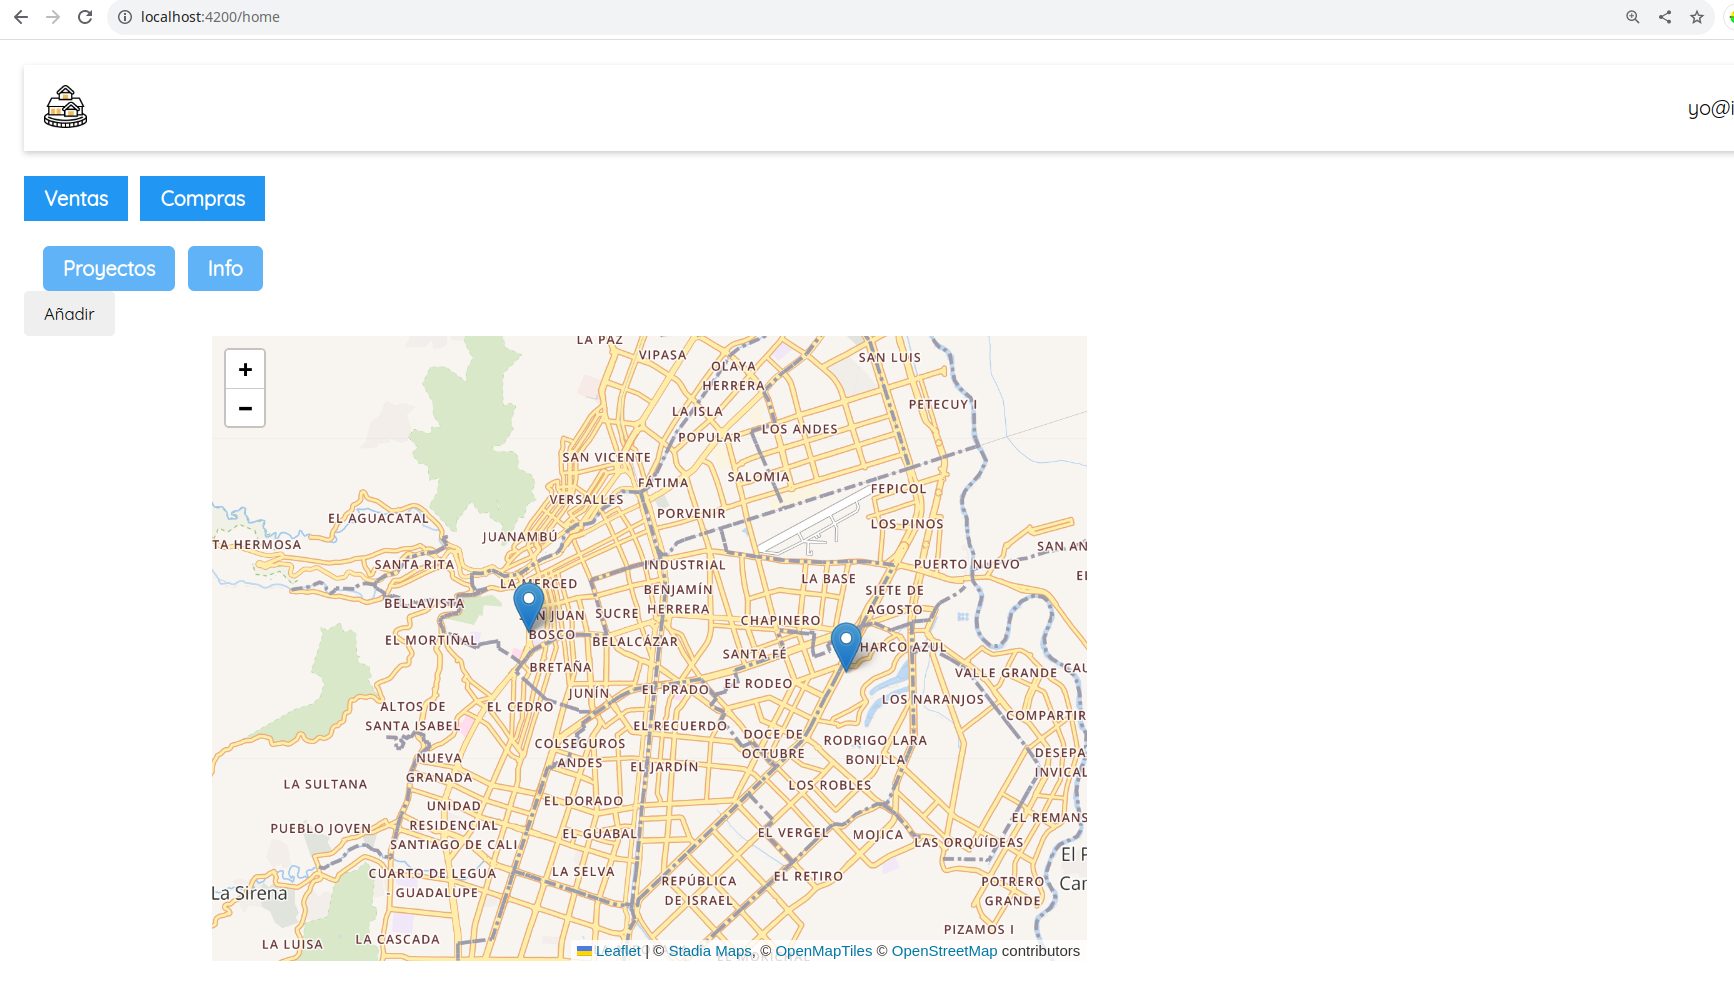 localhost:4200/home
yo@i
Ventas Compras
Proyectos Info
Añadir
+
−
LA PAZ
VIPASA
SAN LUIS
OLAYA
HERRERA
PETECUY I
LA ISLA
LOS ANDES
POPULAR
SAN VICENTE
SALOMIA
FÁTIMA
FEPICOL
VERSALLES
PORVENIR
EL AGUACATAL
LOS PINOS
JUANAMBÚ
TA HERMOSA
SAN AN
SANTA RITA
INDUSTRIAL
PUERTO NUEVO
LA BASE
LA MERCED
BENJAMÍN
HERRERA
SIETE DE
AGOSTO
BELLAVISTA
N JUAN
BOSCO
SUCRE
CHAPINERO
EL MORTIÑAL
BELALCÁZAR
HARCO AZUL
SANTA FÉ
BRETAÑA
VALLE GRANDE
CAU
EL RODEO
JUNÍN
EL PRADO
LOS NARANJOS
ALTOS DE
SANTA ISABEL
EL CEDRO
COMPARTIR
EL RECUERDO
DOCE DE
OCTUBRE
RODRIGO LARA
BONILLA
COLSEGUROS
ANDES
DESEPA
INVICAL
NUEVA
GRANADA
EL JARDÍN
LA SULTANA
LOS ROBLES
UNIDAD
RESIDENCIAL
SANTIAGO DE CALI
EL DORADO
EL REMANS
PUEBLO JOVEN
EL GUABAL
EL VERGEL
MOJICA
LAS ORQUÍDEAS
El P
Car
LA SELVA
CUARTO DE LEGUA
- GUADALUPE
EL RETIRO
REPÚBLICA
DE ISRAEL
POTRERO
GRANDE
La Sirena
PIZAMOS I
LA LUISA
LA CASCADA
Leaflet | © Stadia Maps, © OpenMapTiles © OpenStreetMap contributors